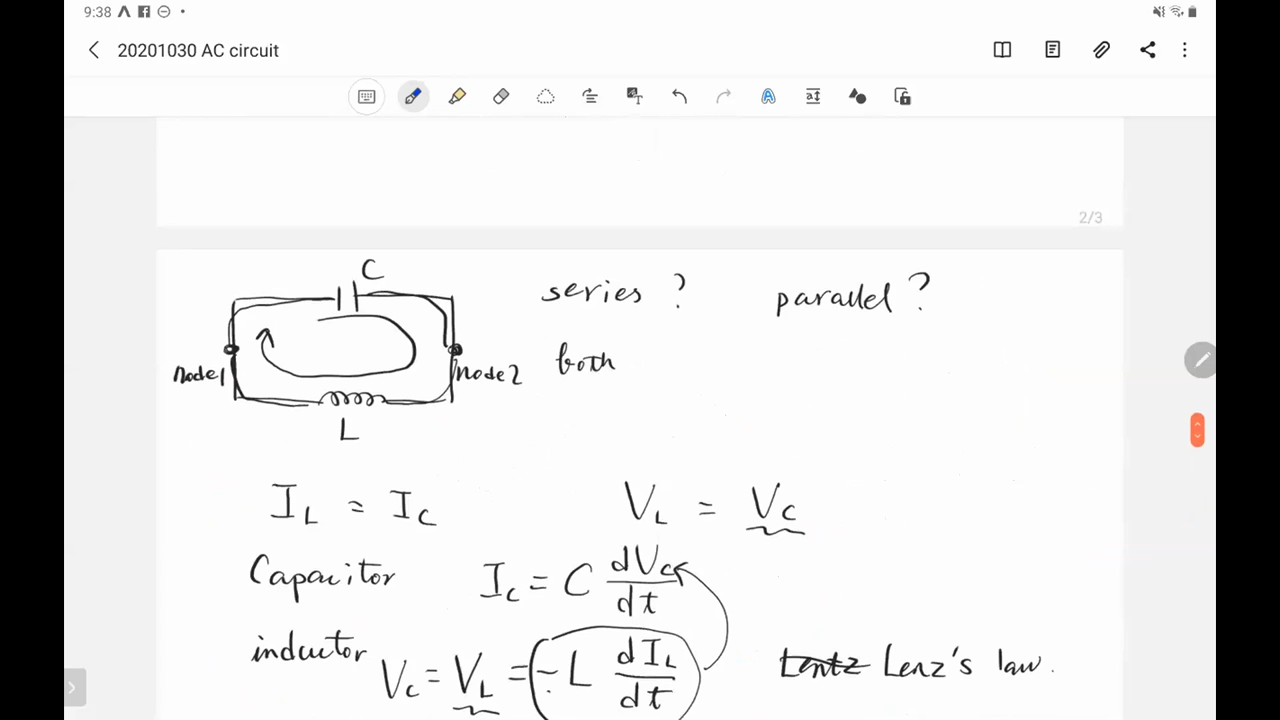 9:38
20201030 AC circuit
2/3
C
series ? parallel ?
node1 node2 both
L
I_L = I_C V_L = V_C
Capacitor I_C = C dV_C/dt
inductor V_C = V_L = -L dI_L/dt Lentz Lenz's law.